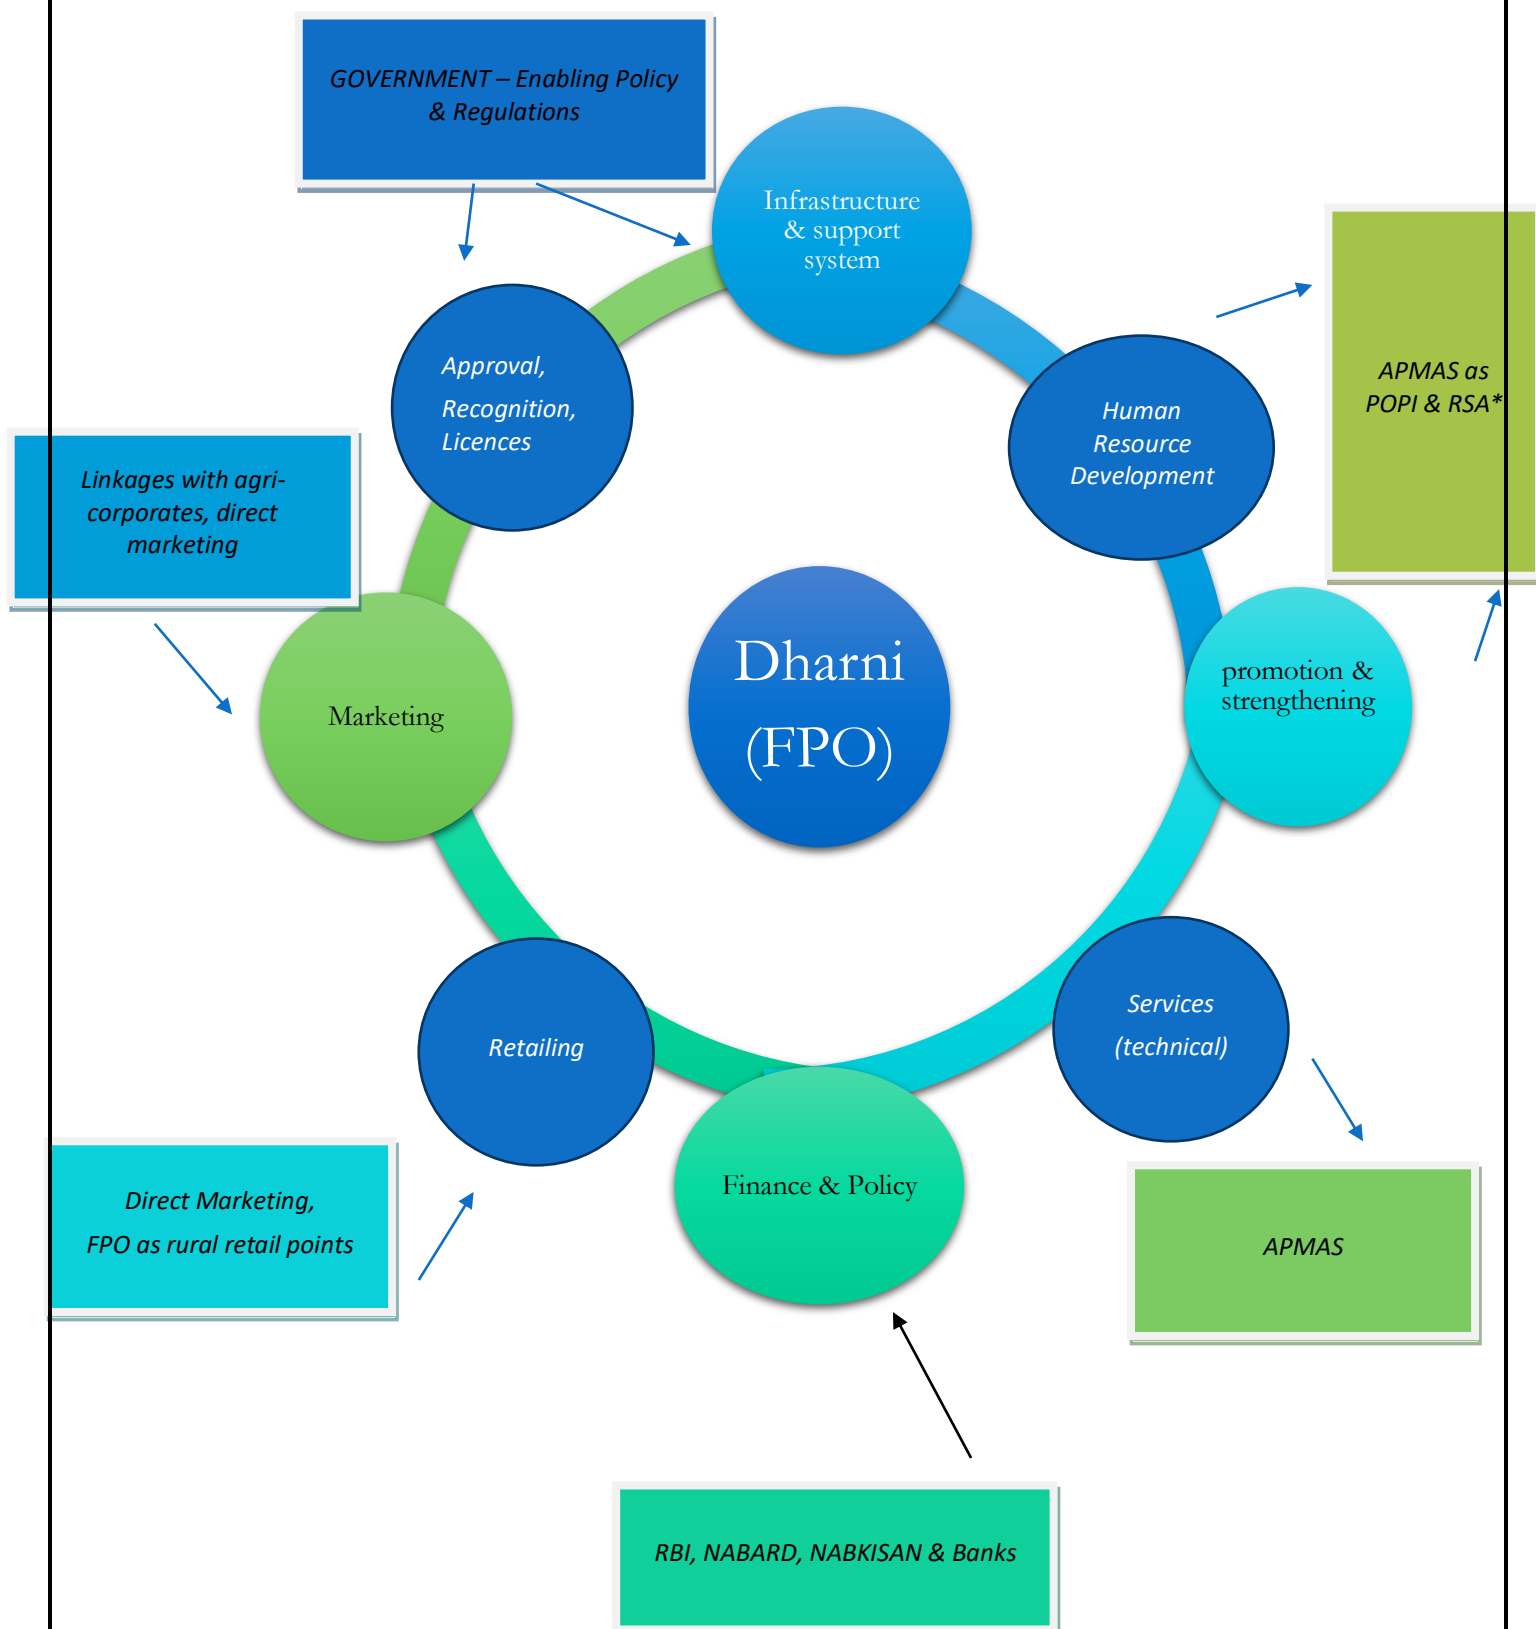 GOVERNMENT – Enabling Policy
& Regulations
Infrastructure
& support
system
Approval,
Recognition,
Licences
Human
Resource
Development
APMAS as
POPI & RSA*
Linkages with agri-
corporates, direct
marketing
Dharni
(FPO)
promotion &
strengthening
Marketing
Services
(technical)
Retailing
Finance & Policy
Direct Marketing,
FPO as rural retail points
APMAS
RBI, NABARD, NABKISAN & Banks